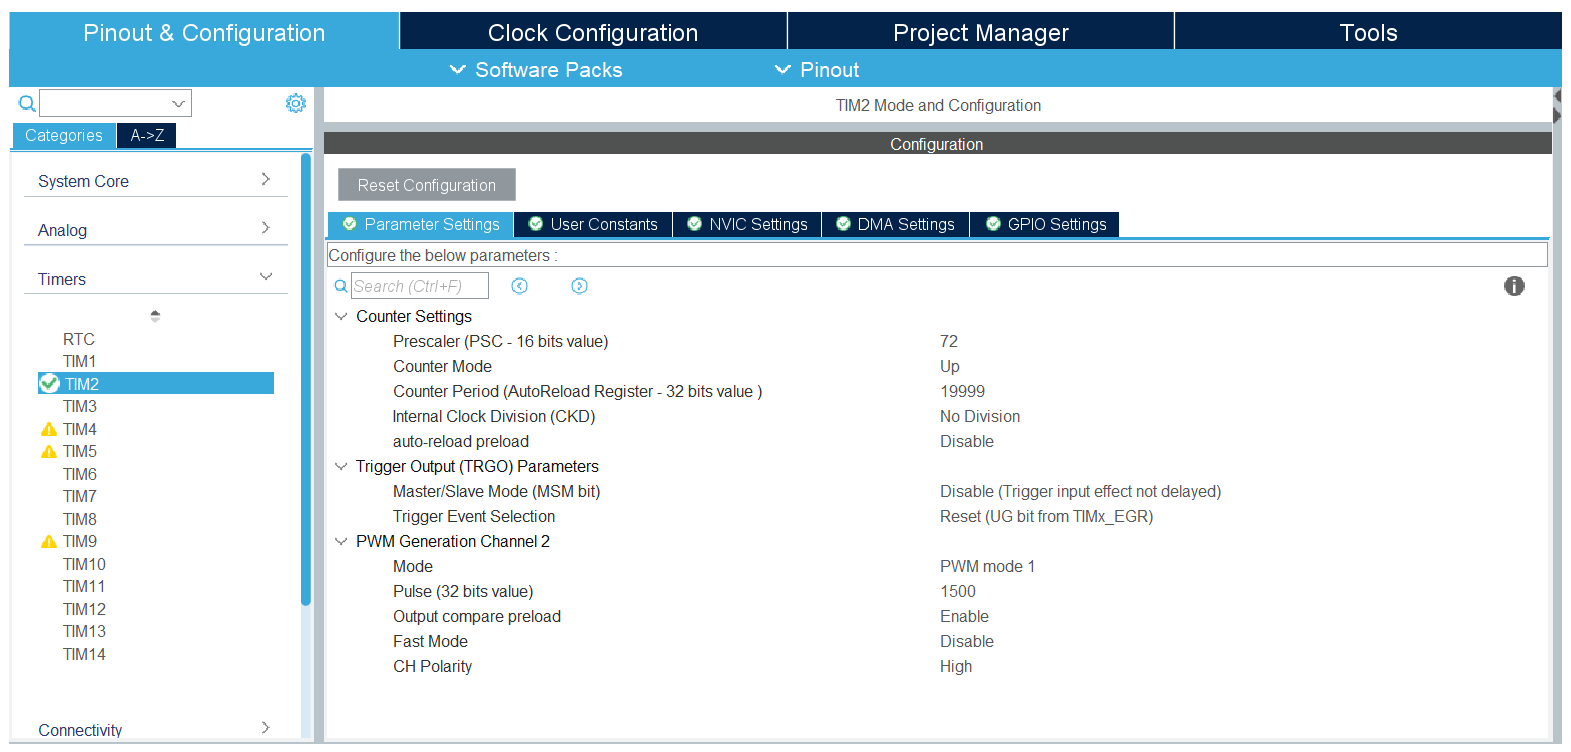 Pinout & Configuration
Clock Configuration
Project Manager
Tools
Software Packs
Pinout
Categories
A->Z
System Core
Analog
Timers
RTC
TIM1
TIM2
TIM3
TIM4
TIM5
TIM6
TIM7
TIM8
TIM9
TIM10
TIM11
TIM12
TIM13
TIM14
Connectivity
TIM2 Mode and Configuration
Configuration
Reset Configuration
Parameter Settings
User Constants
NVIC Settings
DMA Settings
GPIO Settings
Configure the below parameters :
Search (Ctrl+F)
Counter Settings
Prescaler (PSC - 16 bits value) 72
Counter Mode Up
Counter Period (AutoReload Register - 32 bits value ) 19999
Internal Clock Division (CKD) No Division
auto-reload preload Disable
Trigger Output (TRGO) Parameters
Master/Slave Mode (MSM bit) Disable (Trigger input effect not delayed)
Trigger Event Selection Reset (UG bit from TIMx_EGR)
PWM Generation Channel 2
Mode PWM mode 1
Pulse (32 bits value) 1500
Output compare preload Enable
Fast Mode Disable
CH Polarity High